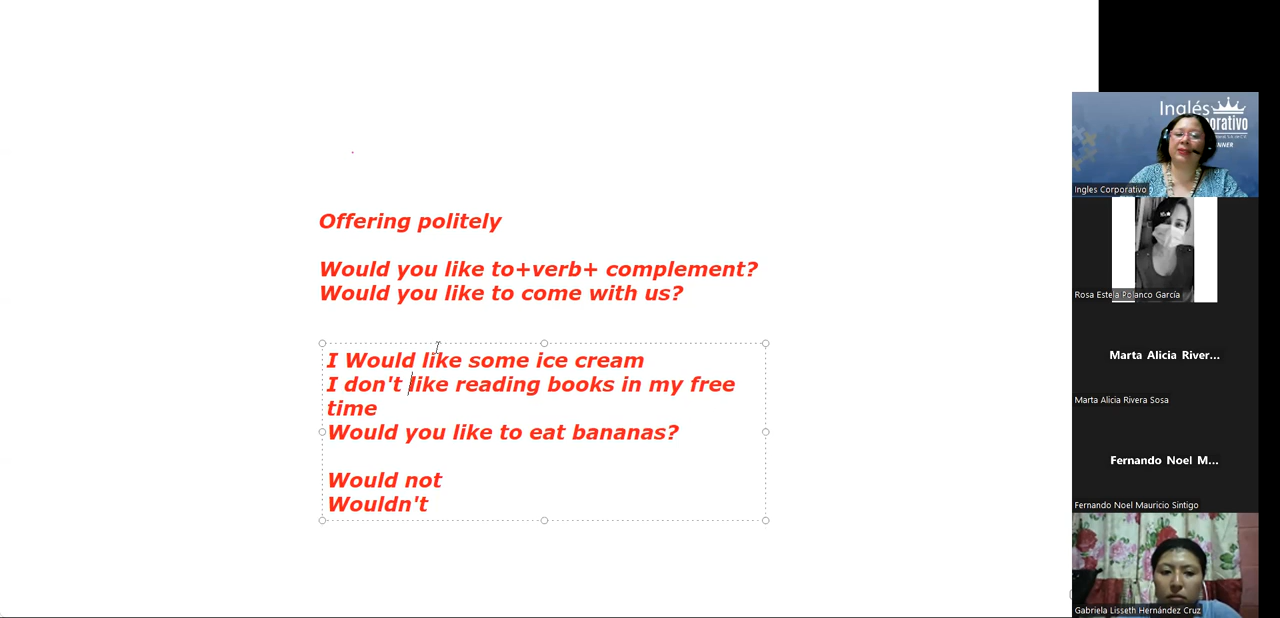 Offering politely
Would you like to+verb+ complement?
Would you like to come with us?
I Would like some ice cream
I don't like reading books in my free
time
Would you like to eat bananas?
Would not
Wouldn't
Inglés
Ingles Corporativo
Rosa Estela Polanco García
Marta Alicia River...
Marta Alicia Rivera Sosa
Fernando Noel M...
Fernando Noel Mauricio Sintigo
Gabriela Lisseth Hernández Cruz